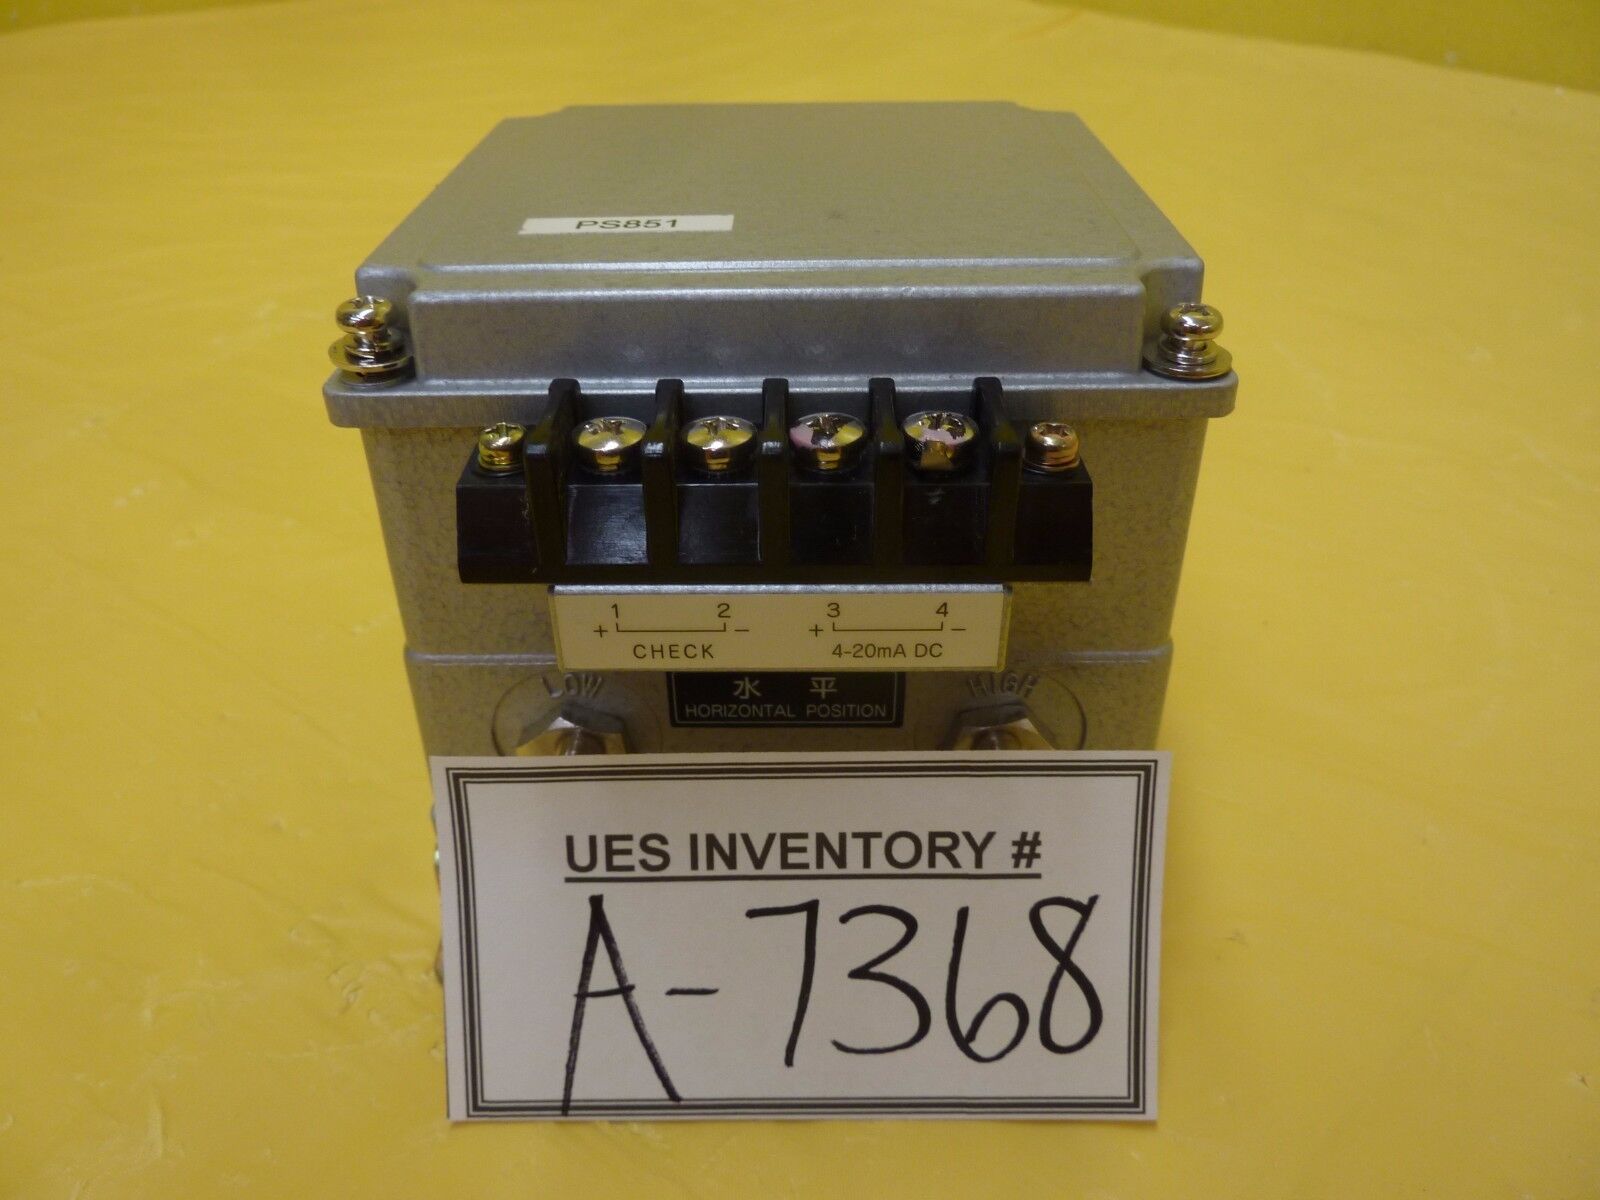 PS851
1 2 3 4
+ - + -
CHECK 4-20mA DC
LOW 水平 HIGH
HORIZONTAL POSITION
UES INVENTORY #
A-7368